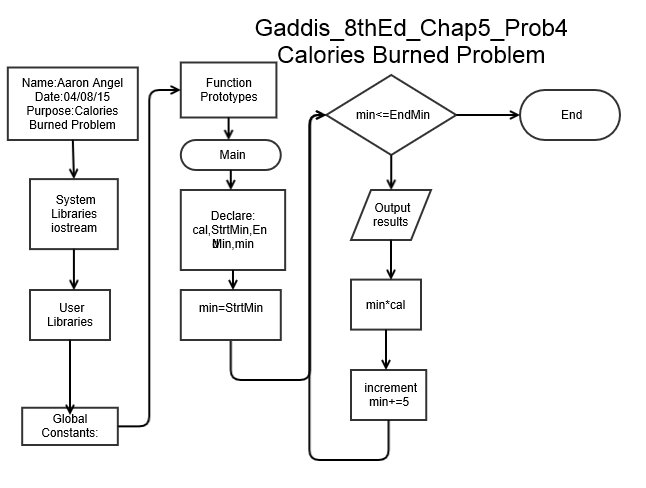 Gaddis_8thEd_Chap5_Prob4
Calories Burned Problem
Name:Aaron Angel
Date:04/08/15
Purpose:Calories
Burned Problem
System
Libraries
iostream
User
Libraries
Global
Constants:
Function
Prototypes
Main
Declare:
cal,StrtMin,En
Min,min
min=StrtMin
min<=EndMin
End
Output
results
min*cal
increment
min+=5